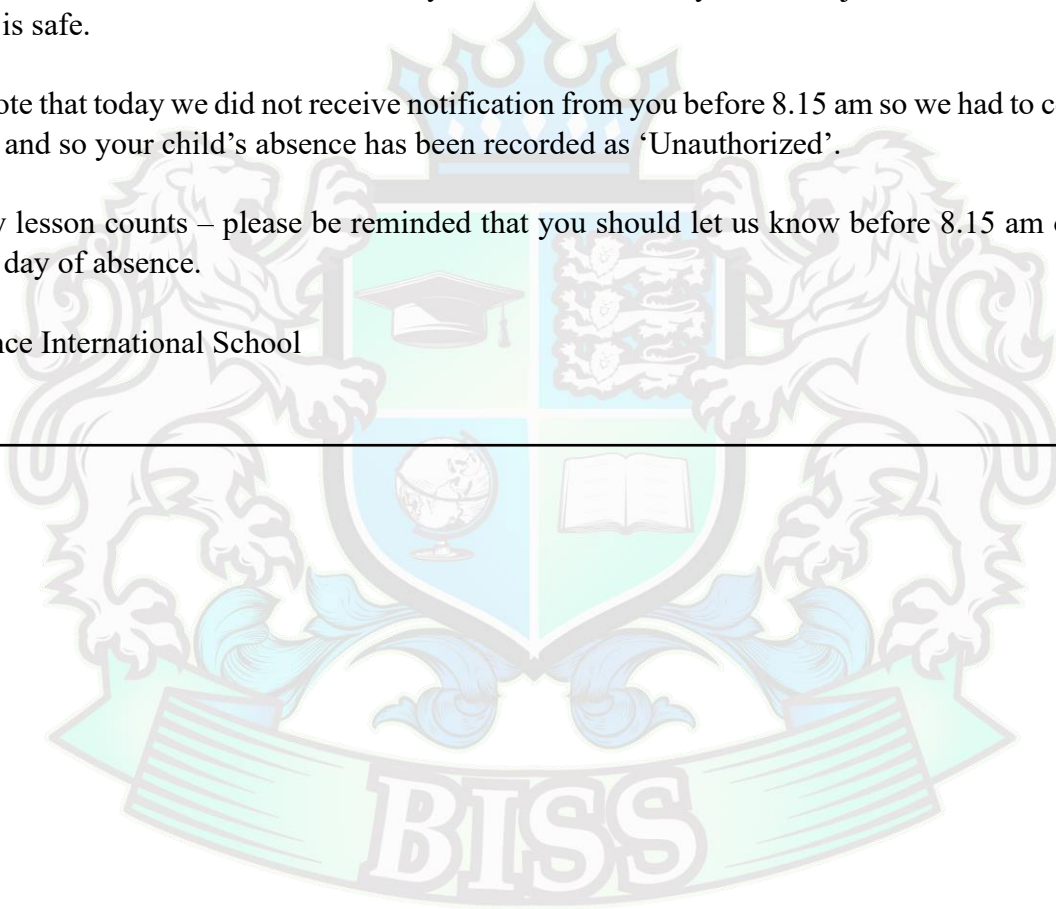 is safe.
ote that today we did not receive notification from you before 8.15 am so we had to c
and so your child’s absence has been recorded as ‘Unauthorized’.
lesson counts – please be reminded that you should let us know before 8.15 am
day of absence.
nce International School
BISS